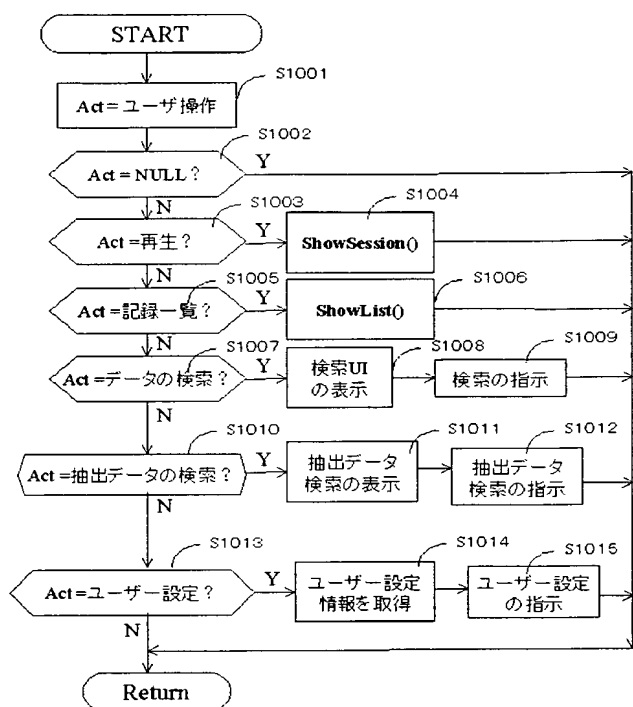 START
S1001
Act=ユーザ操作
S1002
Act=NULL？
Y
N
S1003
Act=再生？
Y
S1004
ShowSession()
N
S1005
Act=記録一覧？
Y
S1006
ShowList()
N
S1007
Act=データの検索？
Y
検索UI
の表示
S1008
検索の指示
S1009
N
S1010
Act=抽出データの検索？
Y
抽出データ
検索の表示
S1011
抽出データ
検索の指示
S1012
N
S1013
Act=ユーザー設定？
Y
ユーザー設定
情報を取得
S1014
ユーザー設定
の指示
S1015
N
Return